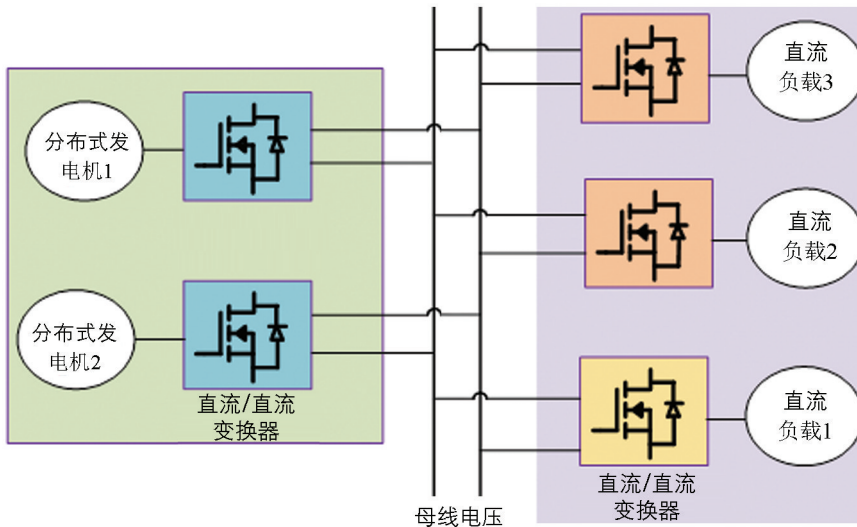 分布式发
电机1
分布式发
电机2
直流/直流
变换器
母线电压
直流
负载3
直流
负载2
直流
负载1
直流/直流
变换器